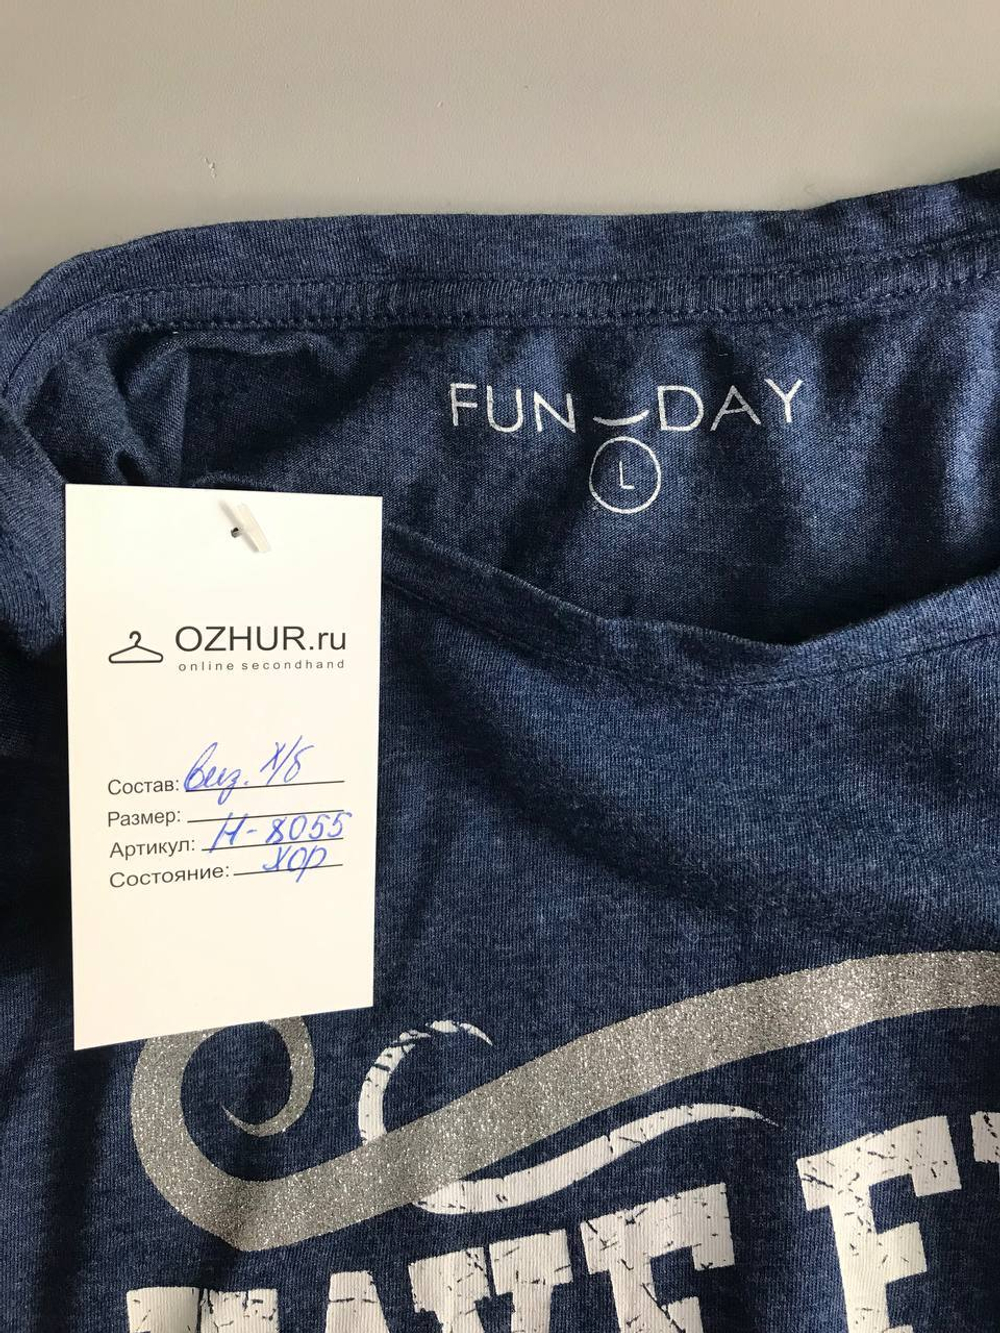 FUN DAY
L
OZHUR.ru
online secondhand
Состав: виз. х/б
Размер:
Артикул: Н-8055
Состояние: хор